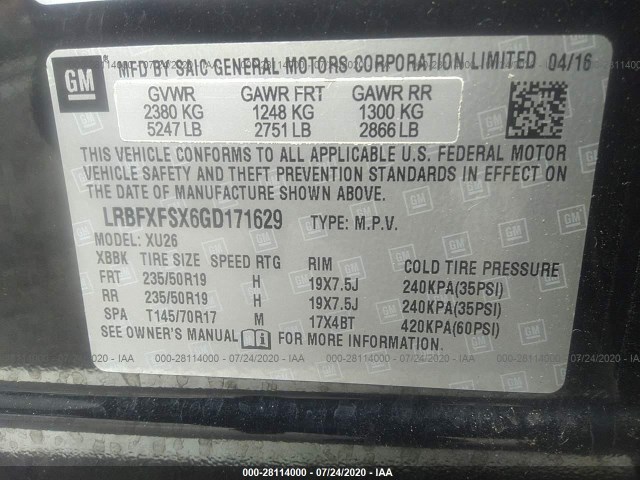 GM
MFD BY SAIC GENERAL MOTORS CORPORATION LIMITED 04/16
GVWR GAWR FRT GAWR RR
2380 KG 1248 KG 1300 KG
5247 LB 2751 LB 2866 LB
THIS VEHICLE CONFORMS TO ALL APPLICABLE U.S. FEDERAL MOTOR
VEHICLE SAFETY AND THEFT PREVENTION STANDARDS IN EFFECT ON
THE DATE OF MANUFACTURE SHOWN ABOVE.
LRBFXFSX6GD171629 TYPE: M.P.V.
MODEL: XU26
XBBK TIRE SIZE SPEED RTG RIM COLD TIRE PRESSURE
FRT 235/50R19 H 19X7.5J 240KPA(35PSI)
RR 235/50R19 H 19X7.5J 240KPA(35PSI)
SPA T145/70R17 M 17X4BT 420KPA(60PSI)
SEE OWNER'S MANUAL FOR MORE INFORMATION.
000-28114000 - 07/24/2020 - IAA